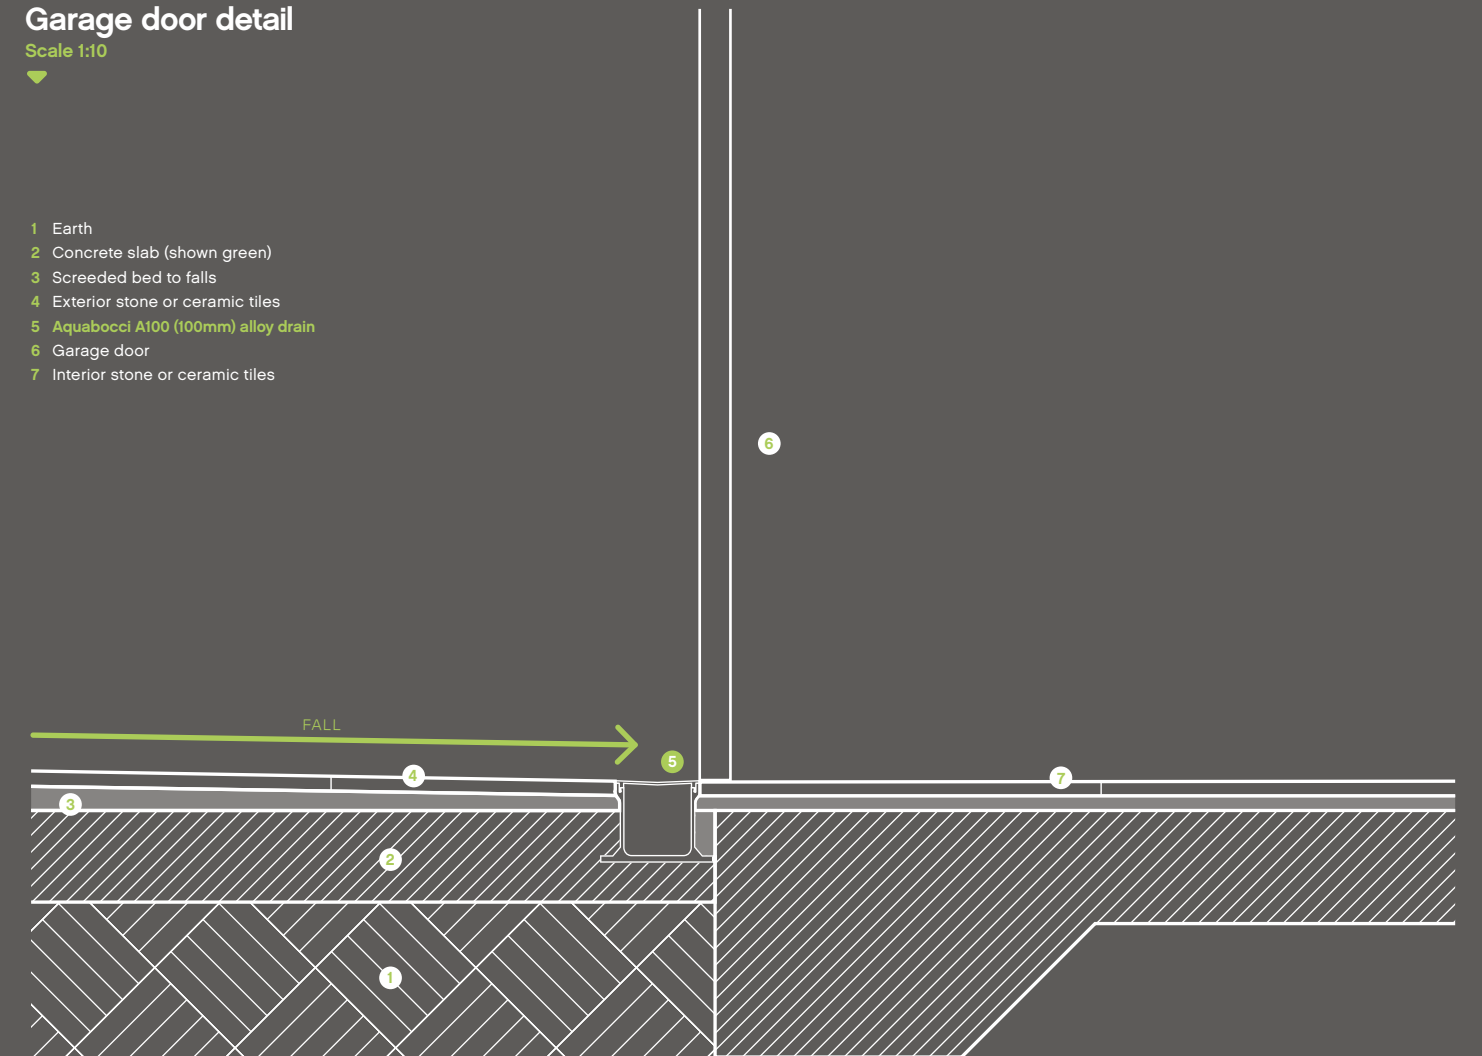 Garage door detail
Scale 1:10
1 Earth
2 Concrete slab (shown green)
3 Screeded bed to falls
4 Exterior stone or ceramic tiles
5 Aquabocci A100 (100mm) alloy drain
6 Garage door
7 Interior stone or ceramic tiles
6
FALL
5
4
7
3
2
1